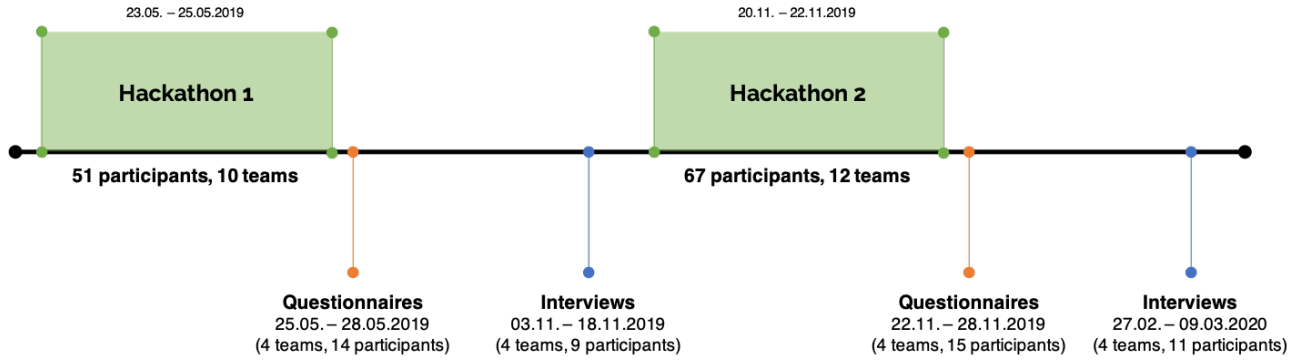 23.05. – 25.05.2019
20.11. – 22.11.2019
Hackathon 1
Hackathon 2
51 participants, 10 teams
67 participants, 12 teams
Questionnaires
25.05. – 28.05.2019
(4 teams, 14 participants)
Interviews
03.11. – 18.11.2019
(4 teams, 9 participants)
Questionnaires
22.11. – 28.11.2019
(4 teams, 15 participants)
Interviews
27.02. – 09.03.2020
(4 teams, 11 participants)